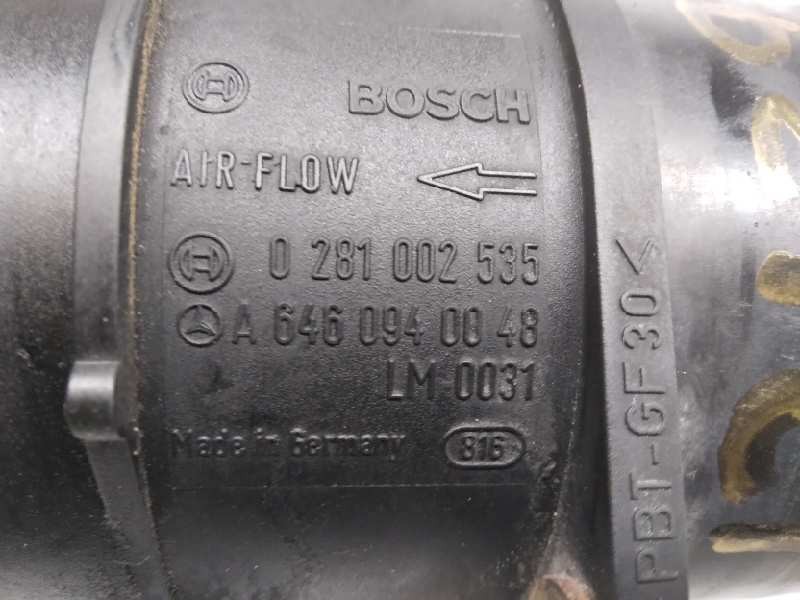 BOSCH
AIR-FLOW
0 281 002 535
A 646 094 00 48
LM 0031
Made in Germany 816
PBT-GF30<